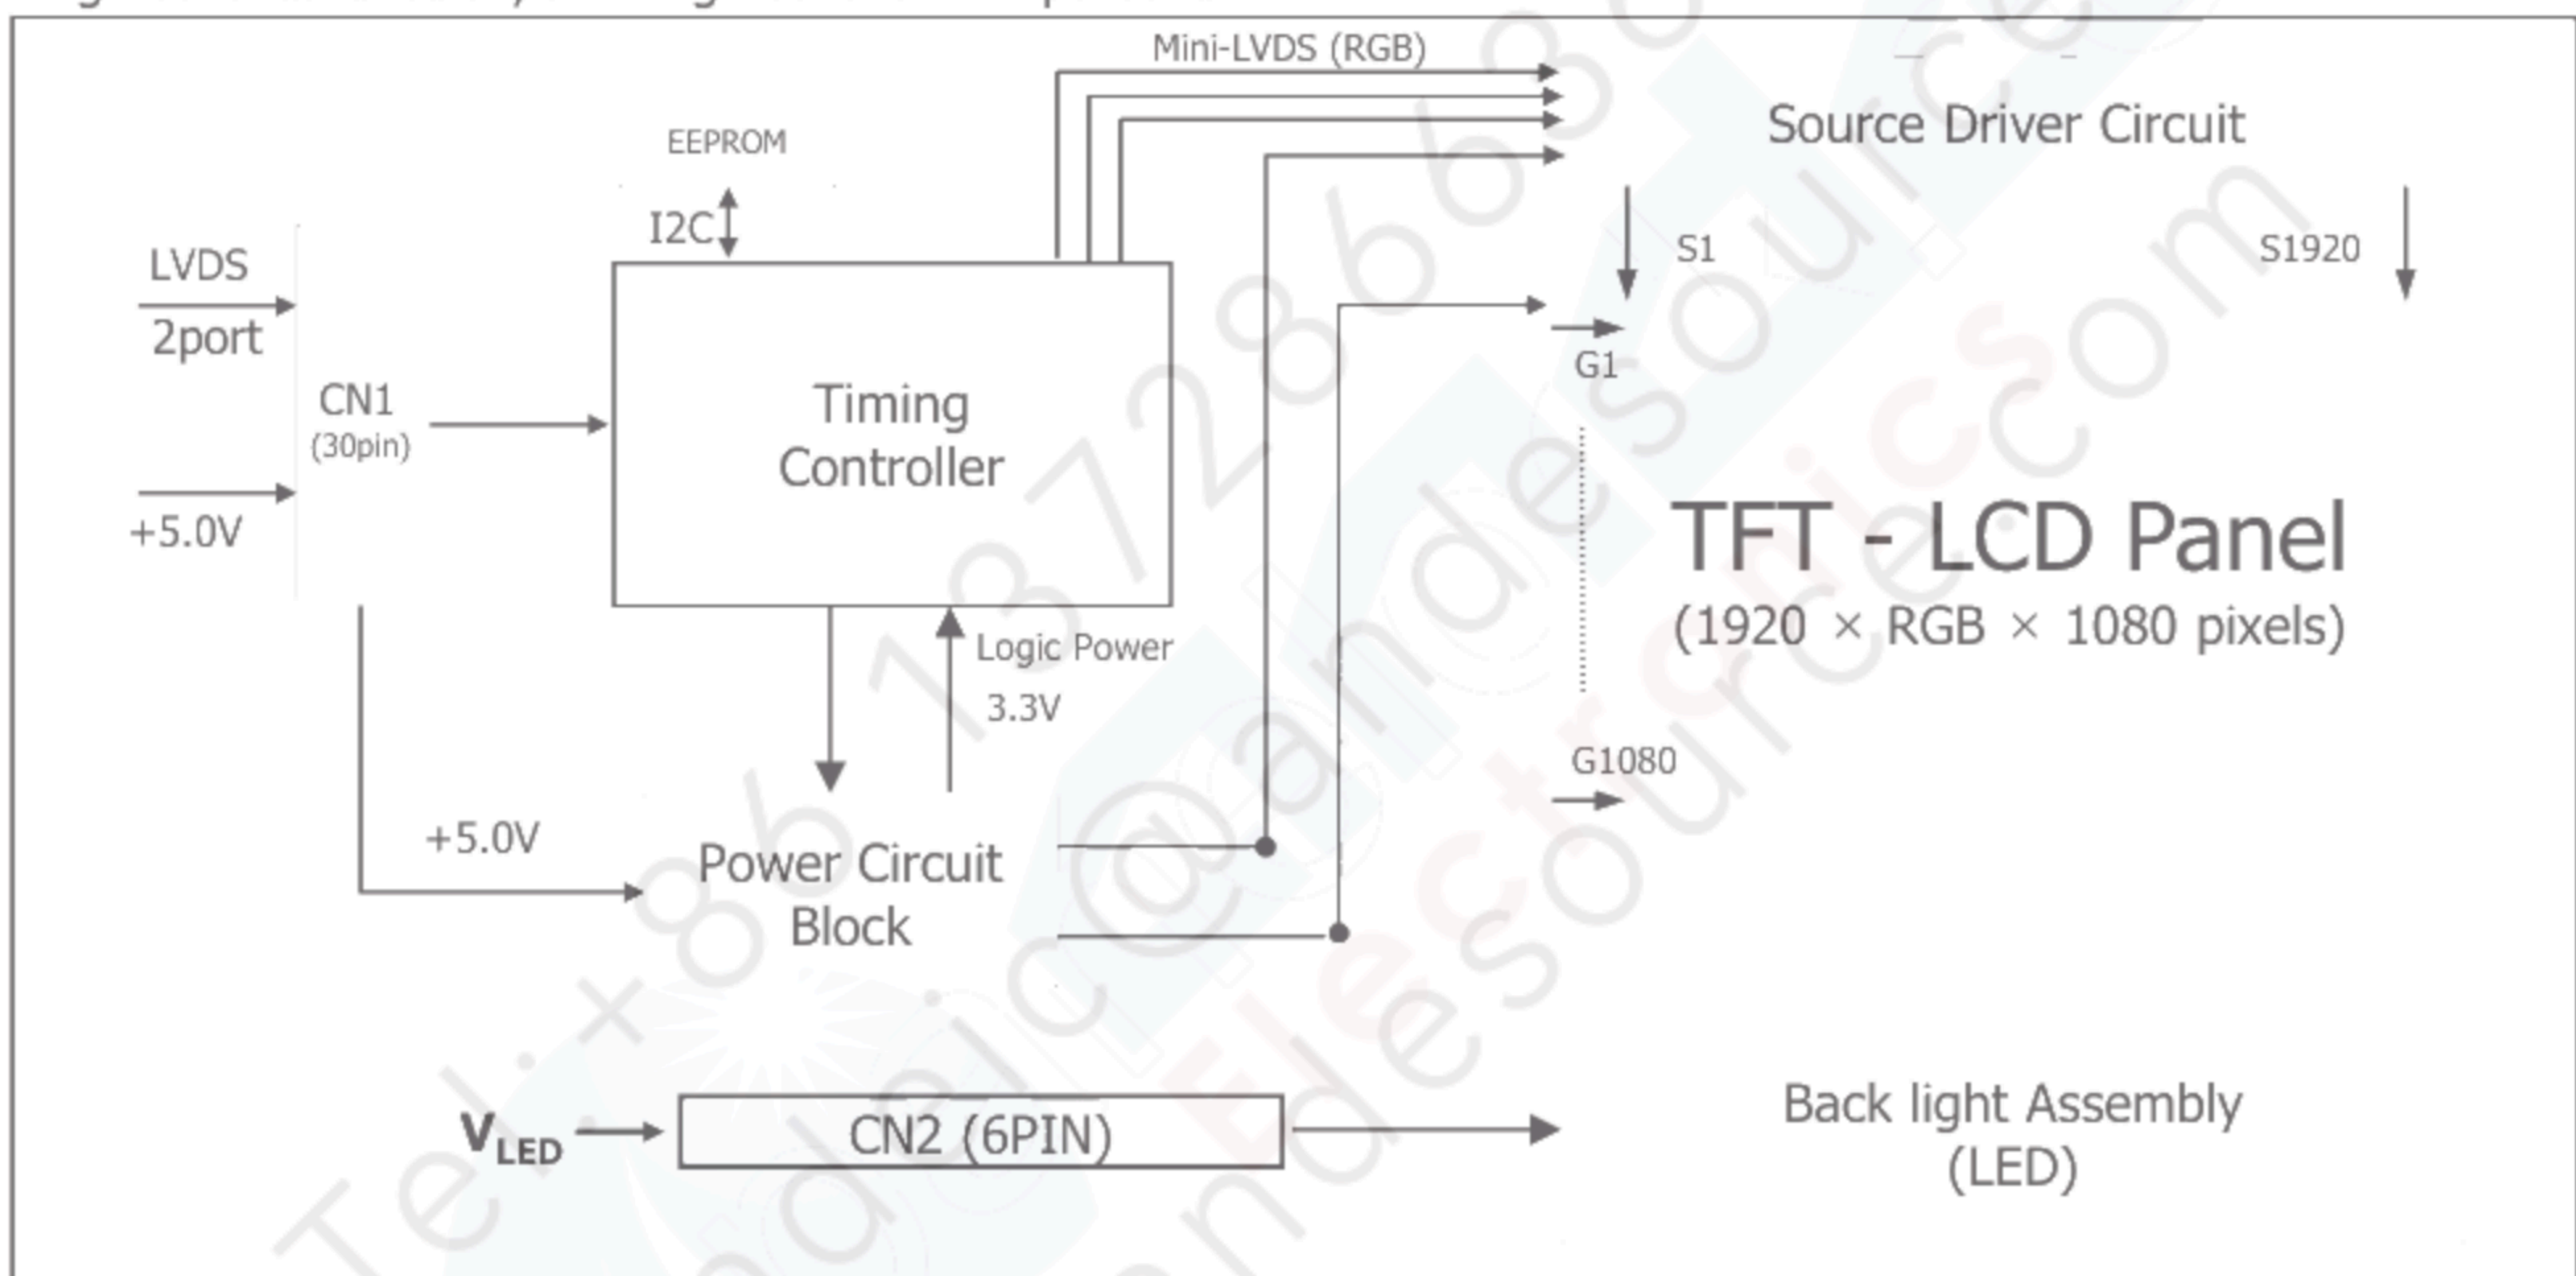 Mini-LVDS (RGB)
Source Driver Circuit
EEPROM
I2C
LVDS
2port
S1
S1920
G1
CN1
(30pin)
Timing
Controller
+5.0V
TFT - LCD Panel
(1920 × RGB × 1080 pixels)
Logic Power
3.3V
G1080
+5.0V
Power Circuit
Block
VLED
CN2 (6PIN)
Back light Assembly
(LED)